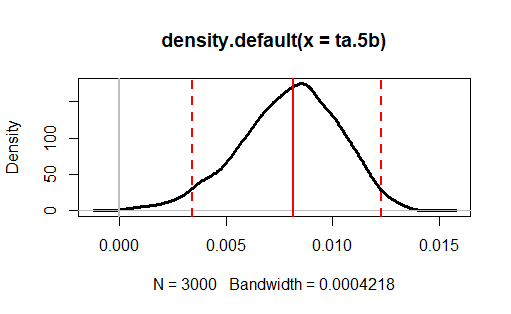 density.default(x = ta.5b)
Density
0
50
100
0.000
0.005
0.010
0.015
N = 3000 Bandwidth = 0.0004218